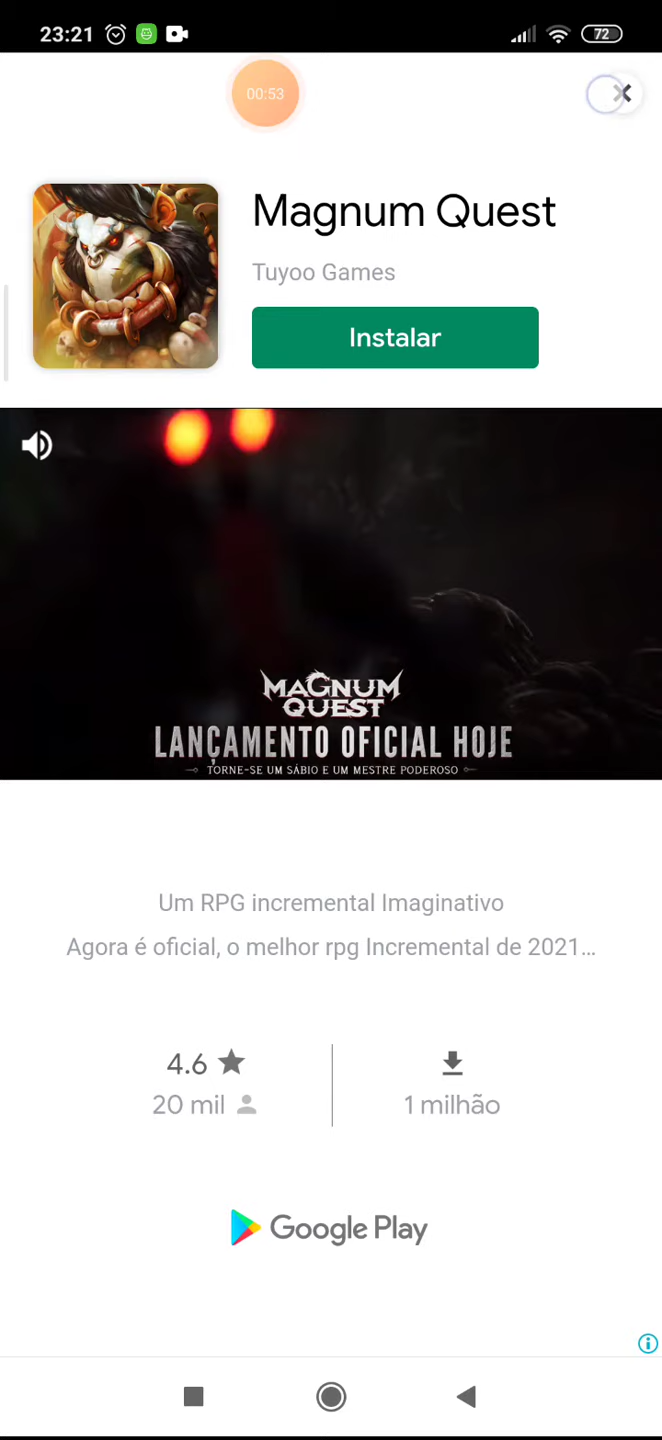 23:21
72
00:53
Magnum Quest
Tuyoo Games
Instalar
MAGNUM
QUEST
LANÇAMENTO OFICIAL HOJE
TORNE-SE UM SÁBIO E UM MESTRE PODEROSO
Um RPG incremental Imaginativo
Agora é oficial, o melhor rpg Incremental de 2021...
4.6
20 mil
1 milhão
Google Play